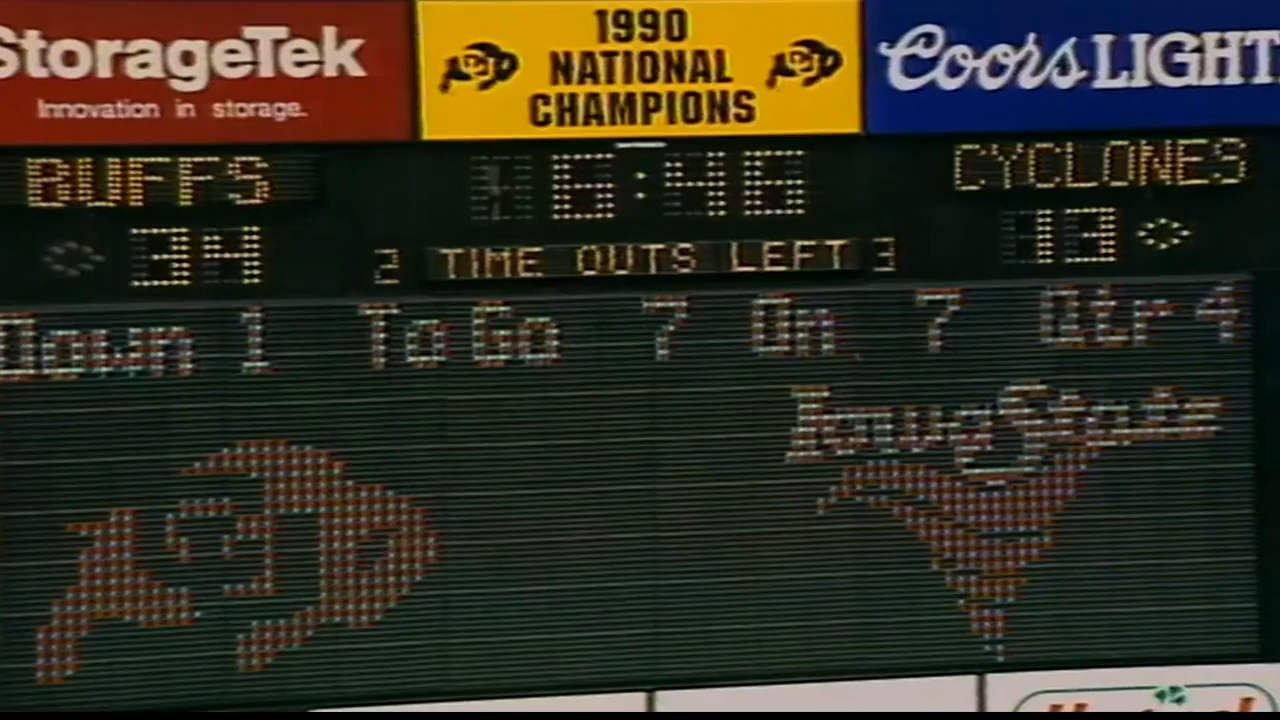 StorageTek
Innovation in storage.
1990
NATIONAL
CHAMPIONS
Coors LIGHT
BUFFS
6:46
CYCLONES
34
2 TIME OUTS LEFT 3
13
Down 1 To Go 7 On 7 Qtr 4
CU
Iowa State